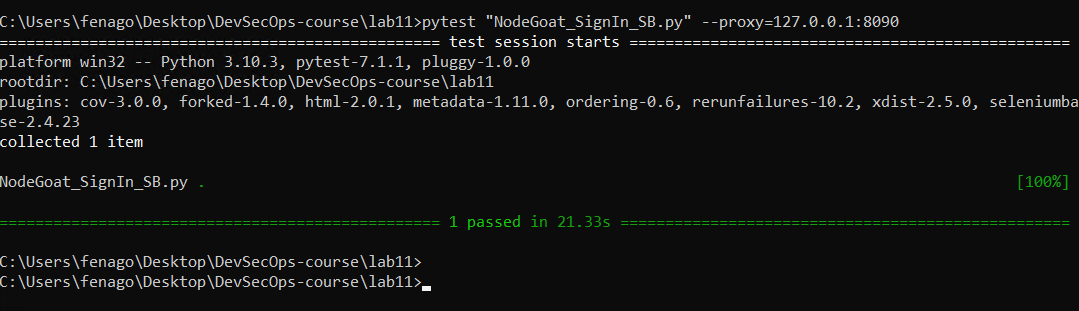 C:\Users\fenago\Desktop\DevSecOps-course\lab11>pytest "NodeGoat_SignIn_SB.py" --proxy=127.0.0.1:8090
============================================= test session starts =============================================
platform win32 -- Python 3.10.3, pytest-7.1.1, pluggy-1.0.0
rootdir: C:\Users\fenago\Desktop\DevSecOps-course\lab11
plugins: cov-3.0.0, forked-1.4.0, html-2.0.1, metadata-1.11.0, ordering-0.6, rerunfailures-10.2, xdist-2.5.0, seleniumba
se-2.4.23
collected 1 item
NodeGoat_SignIn_SB.py . [100%]
============================================= 1 passed in 21.33s ==============================================
C:\Users\fenago\Desktop\DevSecOps-course\lab11>
C:\Users\fenago\Desktop\DevSecOps-course\lab11>